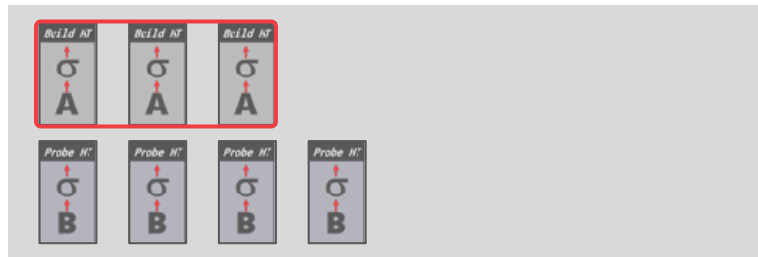 Build HT Build HT Build HT
σ σ σ
A A A
Probe HT Probe HT Probe HT Probe HT
σ σ σ σ
B B B B